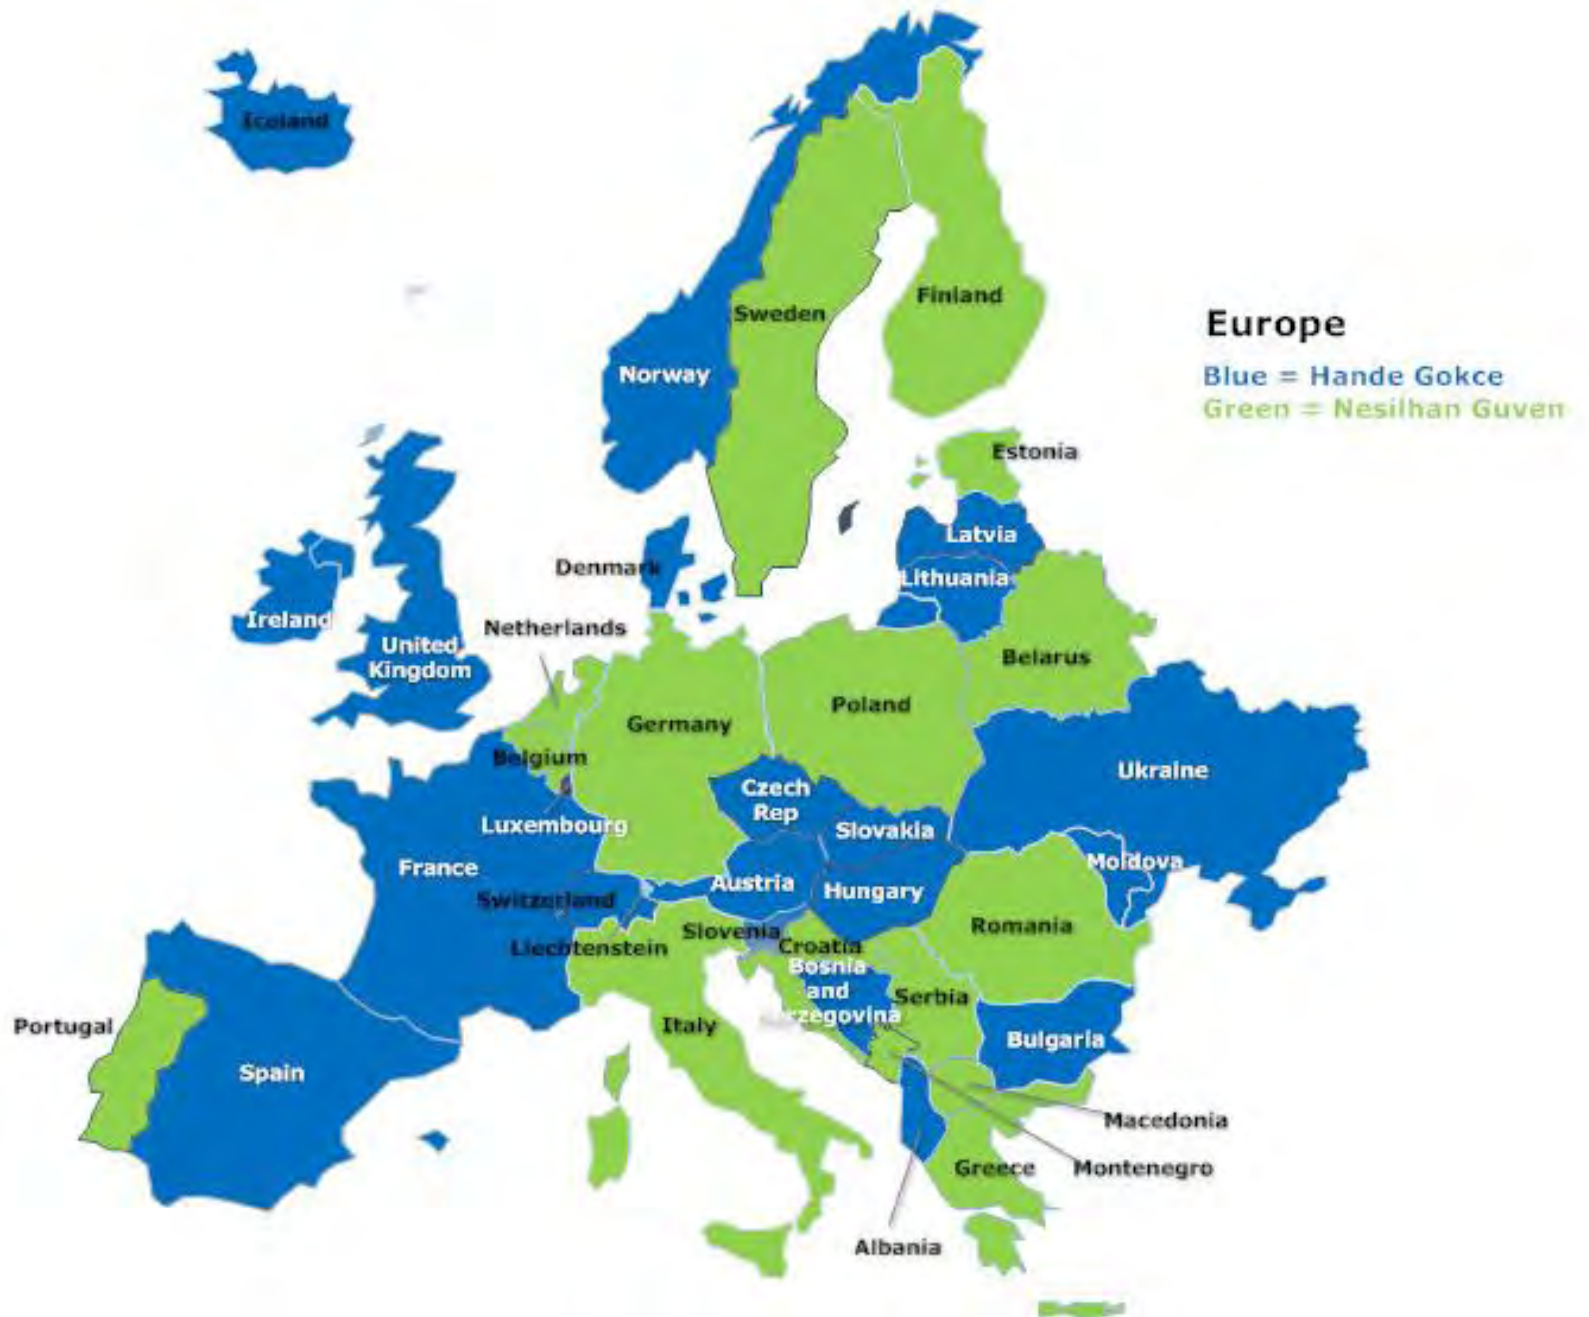 Icoland
Finland
Europe
Sweden
Norway
Blue = Hande Gokce
Green = Nesilhan Guven
Estonia
Latvia
Denmark
Lithuania
Ireland
Netherlands
United
Kingdom
Belarus
Poland
Germany
Belgium
Ukraine
Czech
Rep
Luxembourg
Slovakia
France
Moldova
Austria
Hungary
Switzerland
Romania
Slovenia
Liechtenstein
Croatia
Bosnia
and
rzegovina
Serbia
Portugal
Italy
Bulgaria
Spain
Macedonia
Greece
Montenegro
Albania